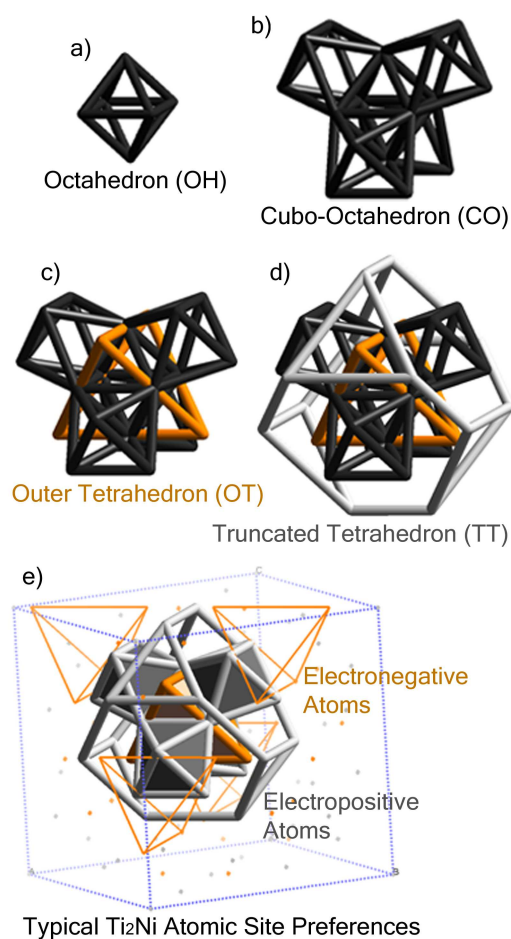 a)
b)
Octahedron (OH)
Cubo-Octahedron (CO)
c)
d)
Outer Tetrahedron (OT)
Truncated Tetrahedron (TT)
e)
C
Electronegative
Atoms
Electropositive
Atoms
B
Typical Ti₂Ni Atomic Site Preferences